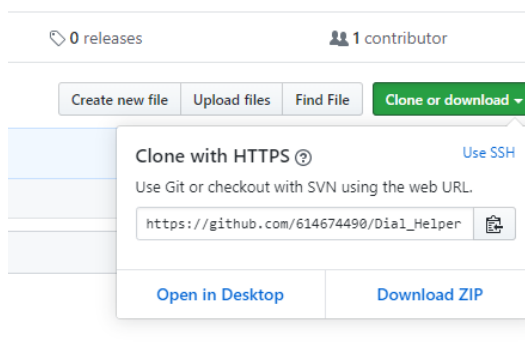 0 releases
1 contributor
Create new file
Upload files
Find File
Clone or download
Clone with HTTPS
Use SSH
Use Git or checkout with SVN using the web URL.
https://github.com/614674490/Dial_Helper
Open in Desktop
Download ZIP